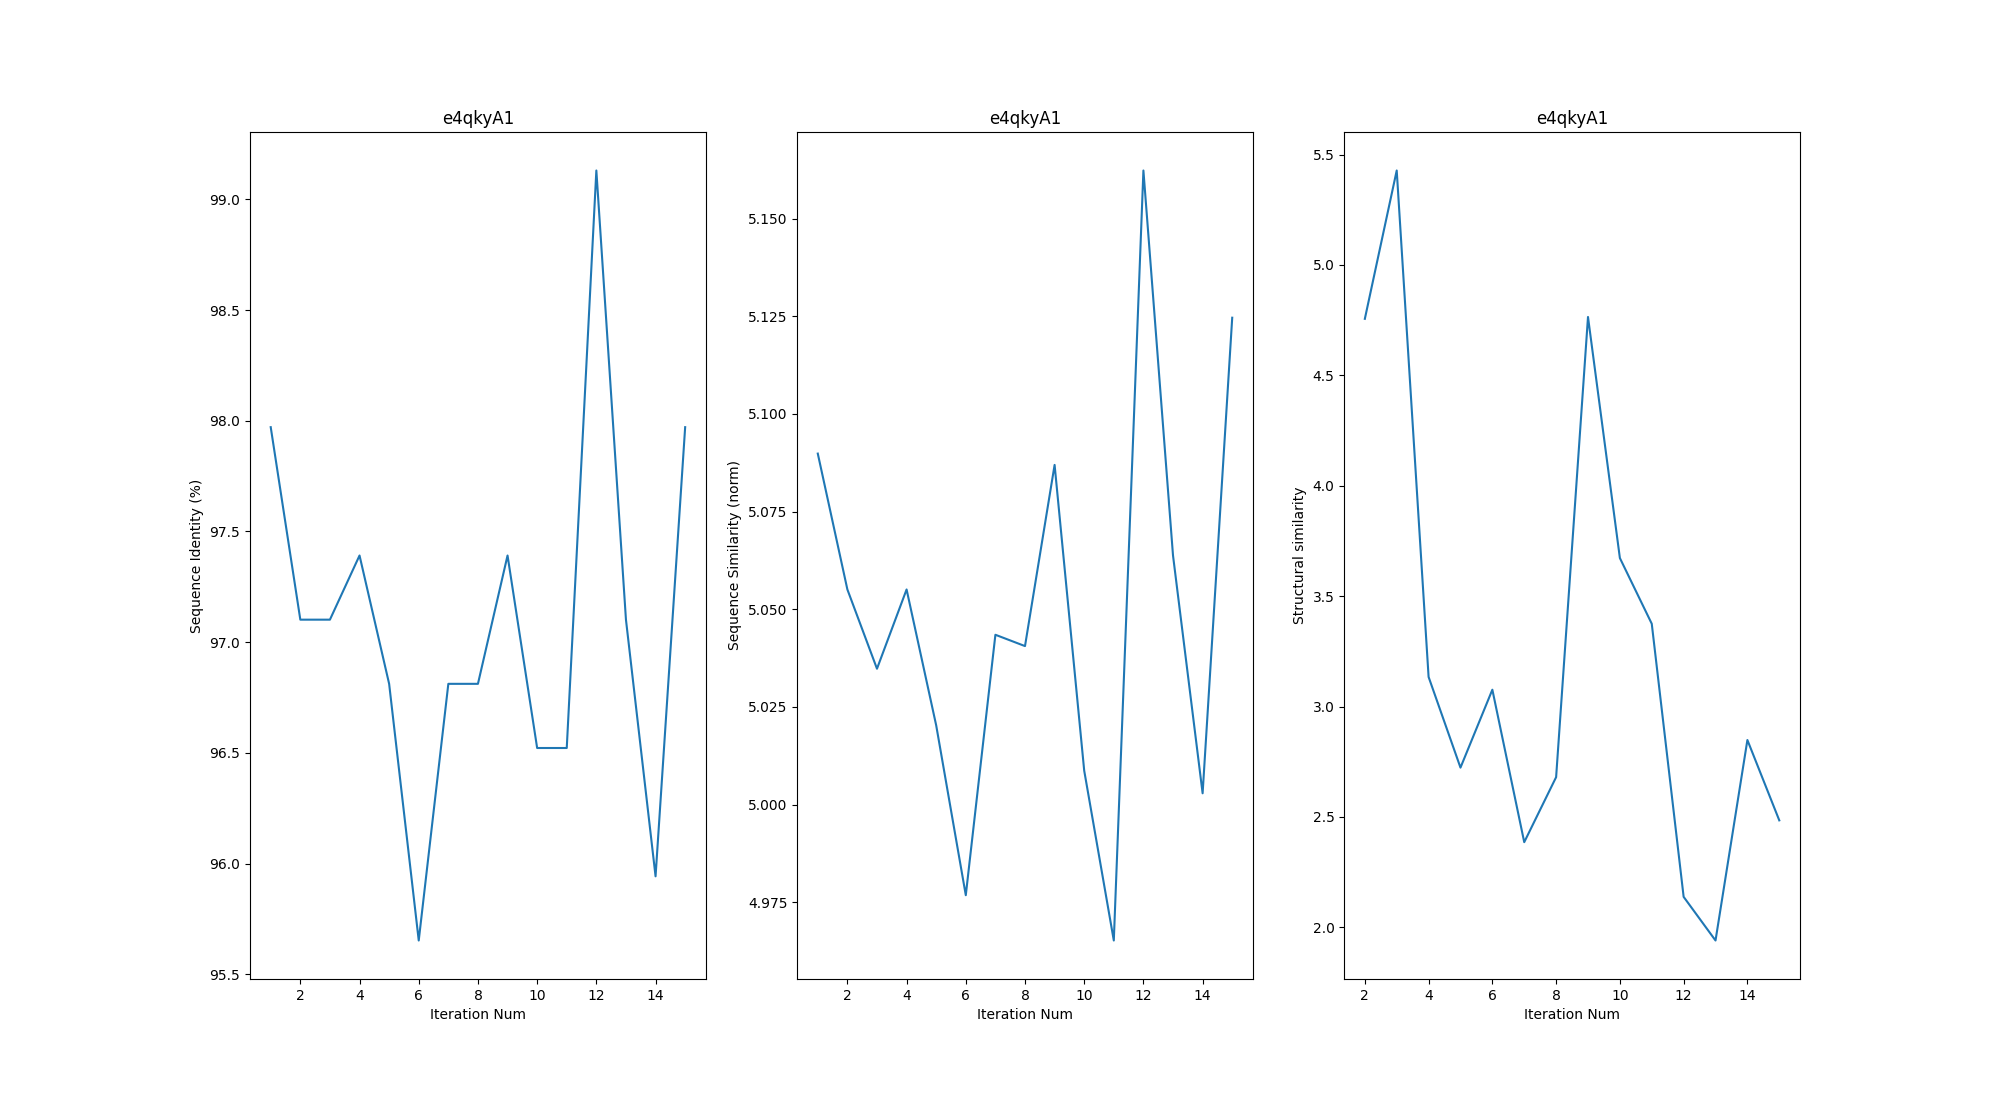 e4qkyA1
99.0
98.5
98.0
97.5
97.0
96.5
96.0
95.5
Sequence Identity (%)
2 4 6 8 10 12 14
Iteration Num
e4qkyA1
5.150
5.125
5.100
5.075
5.050
5.025
5.000
4.975
Sequence Similarity (norm)
2 4 6 8 10 12 14
Iteration Num
e4qkyA1
5.5
5.0
4.5
4.0
3.5
3.0
2.5
2.0
Structural similarity
2 4 6 8 10 12 14
Iteration Num